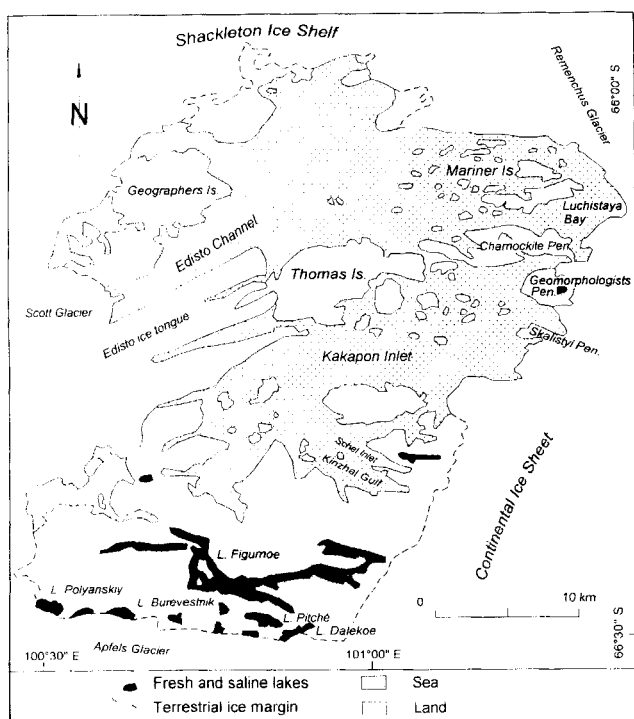 Shackleton Ice Shelf
66°00' S
Remenchus Glacier
N
Mariner Is.
Geographers Is.
Luchistaya
Bay
Edisto Channel
Charnockite Pen.
Thomas Is.
Geomorphologists
Pen.
Scott Glacier
Edisto ice tongue
Skalistyi Pen.
Kakapon Inlet
Schel Inlet
Kinzhal Gulf
Continental Ice Sheet
L. Figurnoe
L. Polyanskiy
L. Burevestnik
0 10 km
L. Pitché
L. Dalekoe
66°30' S
Apfels Glacier
100°30' E
101°00' E
Fresh and saline lakes
Sea
Terrestrial ice margin
Land